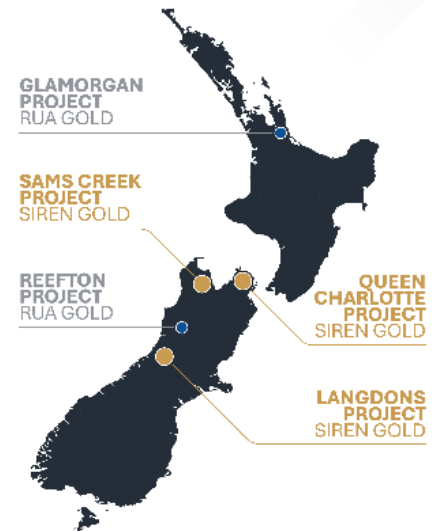 GLAMORGAN
PROJECT
RUA GOLD
SAMS CREEK
PROJECT
SIREN GOLD
REEFTON
PROJECT
RUA GOLD
QUEEN
CHARLOTTE
PROJECT
SIREN GOLD
LANGDONS
PROJECT
SIREN GOLD